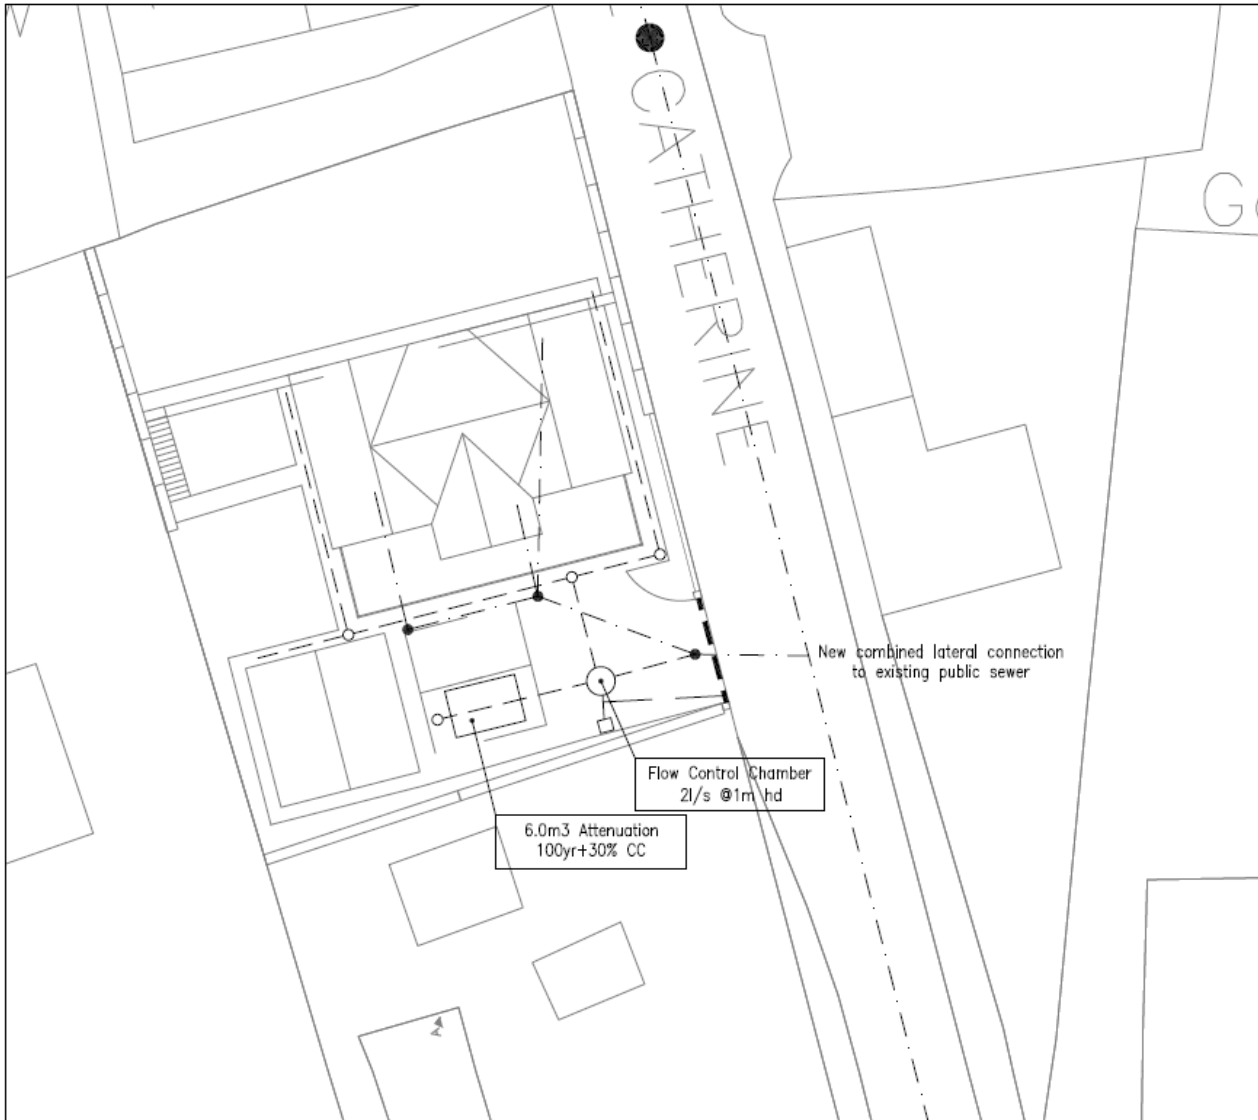 CATHERINE
G
New combined lateral connection
to existing public sewer
Flow Control Chamber
2l/s @1m hd
6.0m3 Attenuation
100yr+30% CC